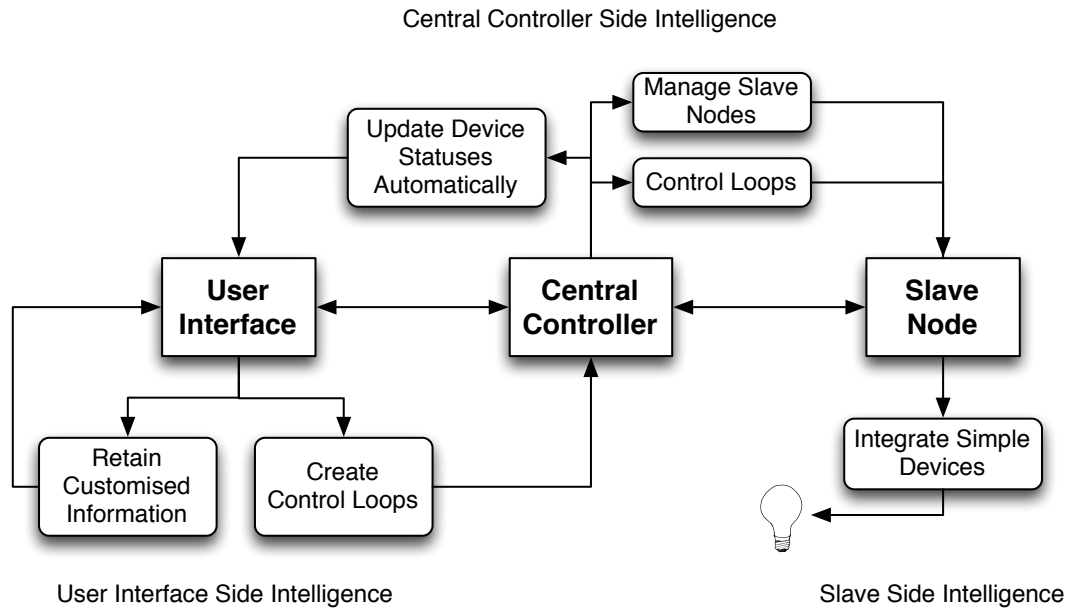 Central Controller Side Intelligence
Manage Slave
Nodes
Update Device
Statuses
Automatically
Control Loops
User
Interface
Central
Controller
Slave
Node
Retain
Customised
Information
Create
Control Loops
Integrate Simple
Devices
User Interface Side Intelligence
Slave Side Intelligence